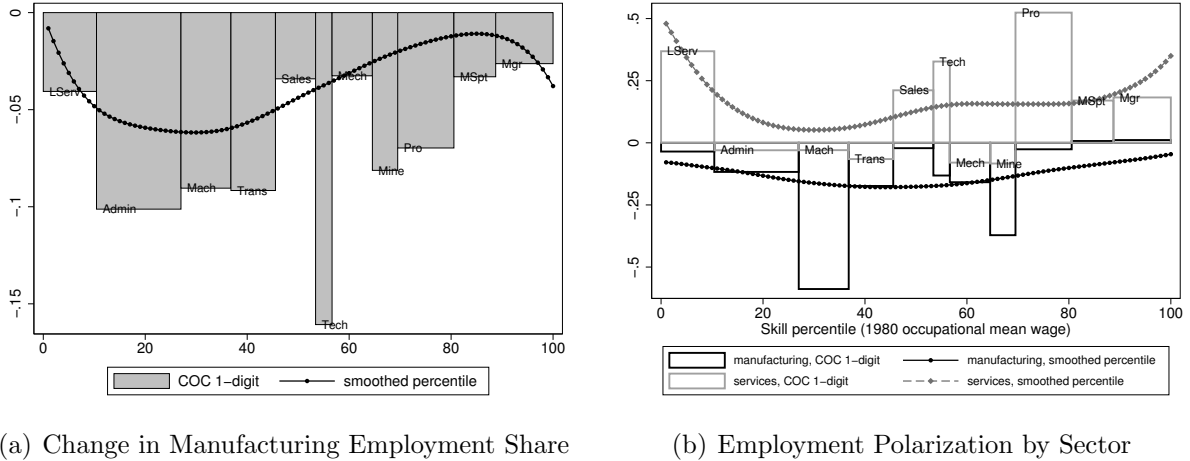 0
−.05
−.1
−.15
LServ
Admin
Mach
Trans
Sales
Tech
Mech
Mine
Pro
MSpt
Mgr
0 20 40 60 80 100
COC 1−digit smoothed percentile
(a) Change in Manufacturing Employment Share
.5
.25
0
−.25
−.5
LServ
Admin
Mach
Trans
Sales
Tech
Mech
Mine
Pro
MSpt
Mgr
0 20 40 60 80 100
Skill percentile (1980 occupational mean wage)
manufacturing, COC 1−digit manufacturing, smoothed percentile
services, COC 1−digit services, smoothed percentile
(b) Employment Polarization by Sector